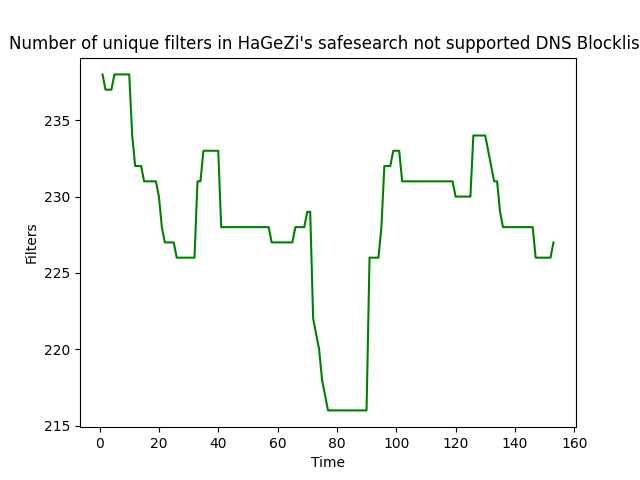 Number of unique filters in HaGeZi's safesearch not supported DNS Blocklis
235
230
225
220
215
Filters
0 20 40 60 80 100 120 140 160
Time